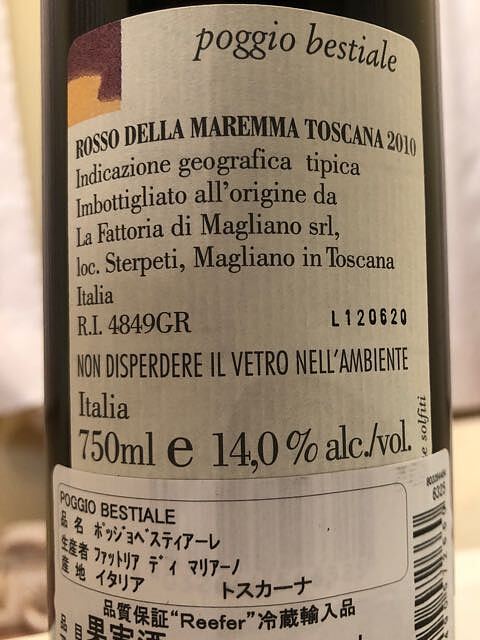 poggio bestiale
ROSSO DELLA MAREMMA TOSCANA 2010
Indicazione geografica tipica
Imbottigliato all'origine da
La Fattoria di Magliano srl,
loc. Sterpeti, Magliano in Toscana
Italia
R.I. 4849GR
L120620
NON DISPERDERE IL VETRO NELL'AMBIENTE
Italia
750ml e 14,0% alc./vol.
solfiti
POGGIO BESTIALE
品 名 ポッジョベスティアーレ
生産者 ファットリア ディ マリアーノ
産 地 イタリア トスカーナ
品質保証“Reefer”冷蔵輸入品
果実酒